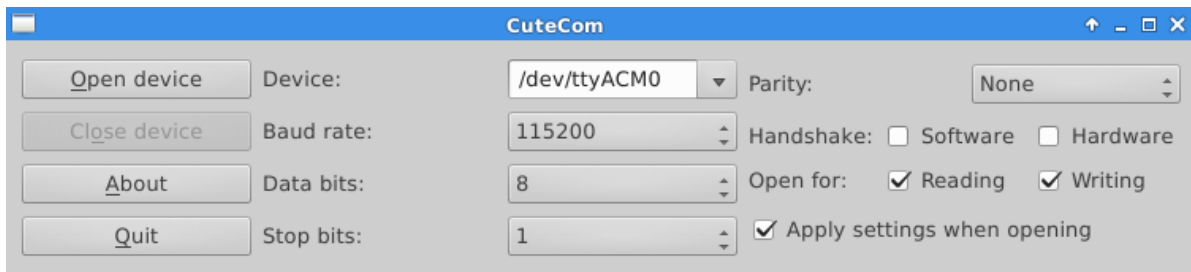 CuteCom
Open device Device: /dev/ttyACM0 Parity: None
Close device Baud rate: 115200 Handshake: Software Hardware
About Data bits: 8 Open for: Reading Writing
Quit Stop bits: 1 Apply settings when opening